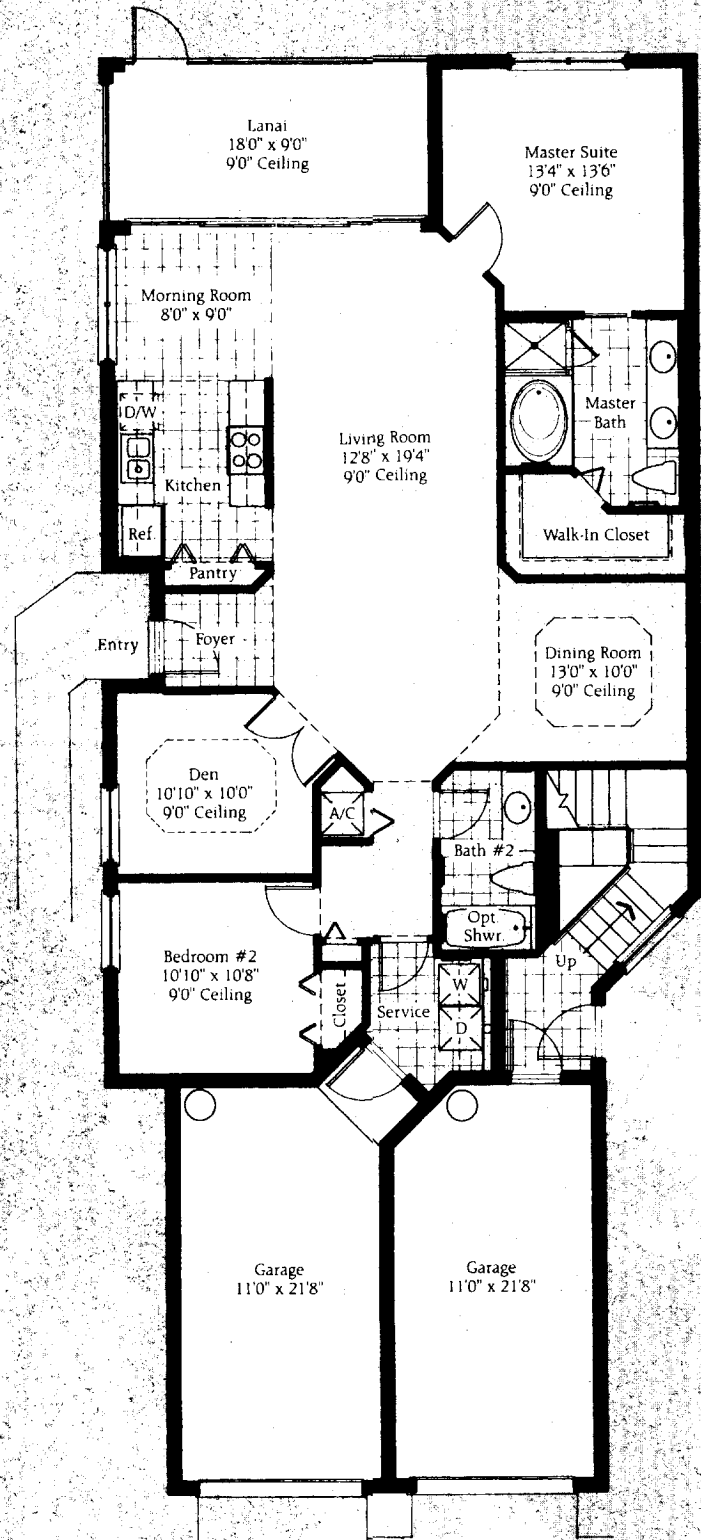 Lanai
18'0" x 9'0"
9'0" Ceiling
Master Suite
13'4" x 13'6"
9'0" Ceiling
Morning Room
8'0" x 9'0"
D/W
Master
Bath
Living Room
12'8" x 19'4"
9'0" Ceiling
Kitchen
Ref.
Walk-In Closet
Pantry
Entry
Foyer
Dining Room
13'0" x 10'0"
9'0" Ceiling
Den
10'10" x 10'0"
9'0" Ceiling
A/C
Bath #2
Opt.
Shwr.
Bedroom #2
10'10" x 10'8"
9'0" Ceiling
Up
Closet
Service
W
D
Garage
11'0" x 21'8"
Garage
11'0" x 21'8"